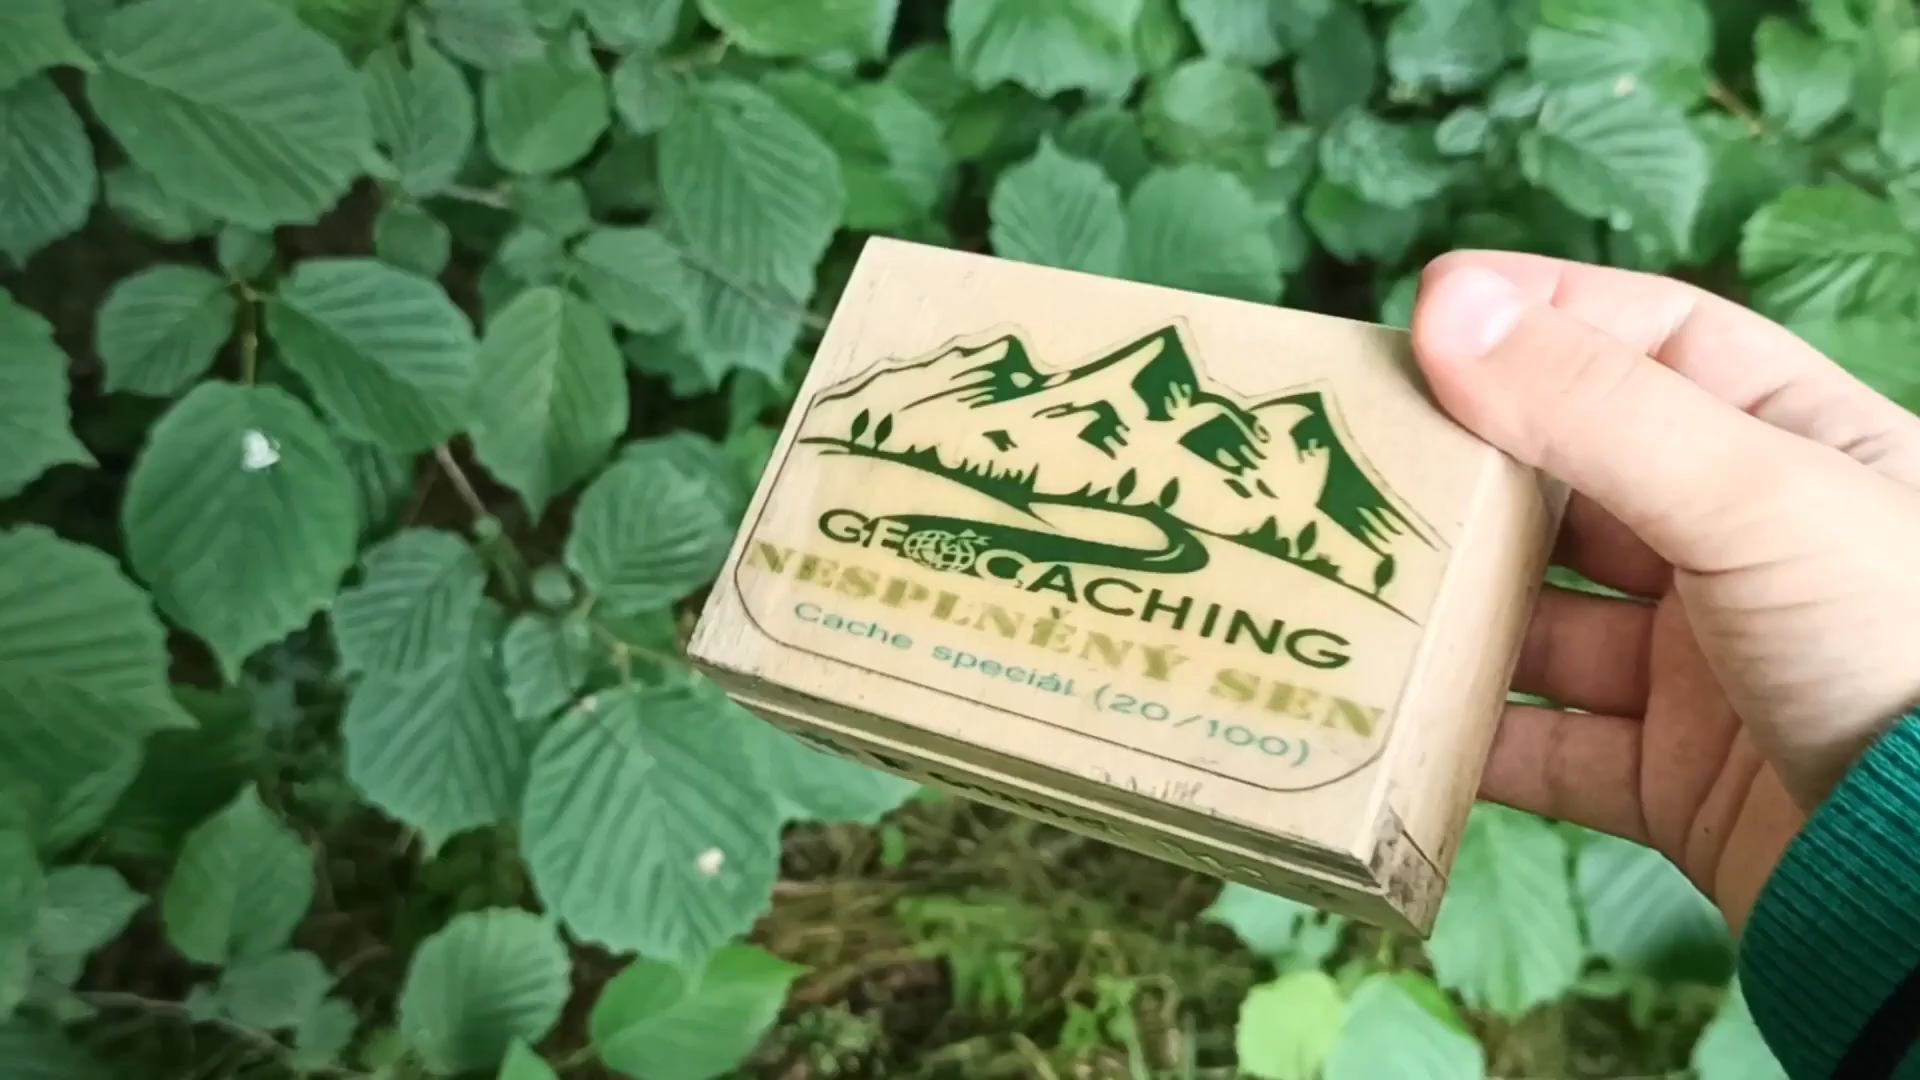 GEOCACHING
NESPLNĚNÝ SEN
Cache speciál (20/100)